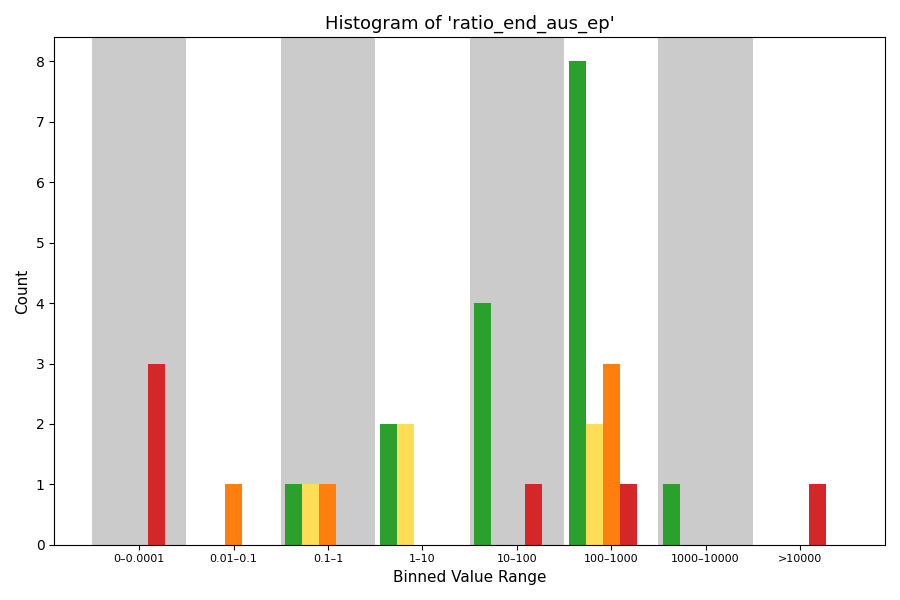 Histogram of 'ratio_end_aus_ep'
Count
8
7
6
5
4
3
2
1
0
0–0.0001 0.01–0.1 0.1–1 1–10 10–100 100–1000 1000–10000 >10000
Binned Value Range